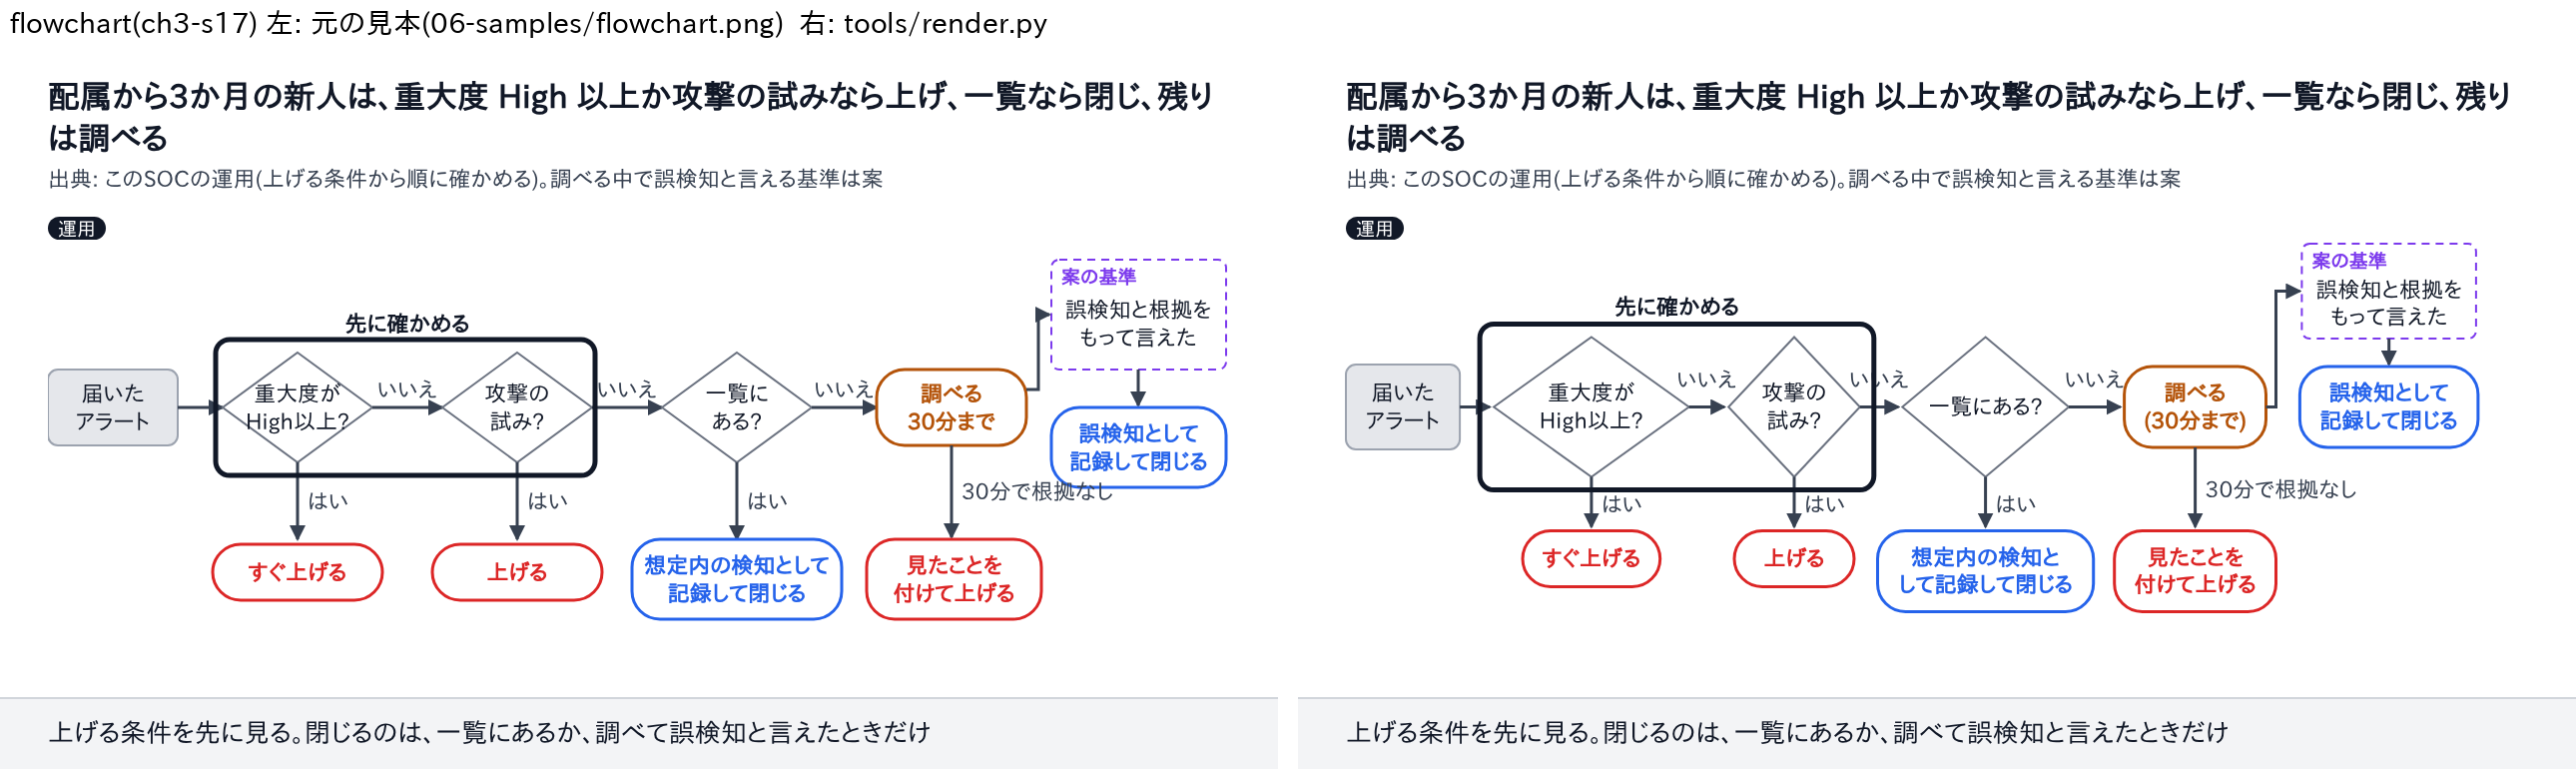 flowchart(ch3-s17) 左: 元の見本(06-samples/flowchart.png) 右: tools/render.py
配属から3か月の新人は、重大度 High 以上か攻撃の試みなら上げ、一覧なら閉じ、残り
は調べる
出典: このSOCの運用(上げる条件から順に確かめる)。調べる中で誤検知と言える基準は案
運用
案の基準
誤検知と根拠を
もって言えた
先に確かめる
届いた
アラート
重大度が
High以上?
いいえ
攻撃の
試み?
いいえ
一覧に
ある?
いいえ
調べる
30分まで
誤検知として
記録して閉じる
はい
はい
はい
30分で根拠なし
すぐ上げる
上げる
想定内の検知として
記録して閉じる
見たことを
付けて上げる
上げる条件を先に見る。閉じるのは、一覧にあるか、調べて誤検知と言えたときだけ
配属から3か月の新人は、重大度 High 以上か攻撃の試みなら上げ、一覧なら閉じ、残り
は調べる
出典: このSOCの運用(上げる条件から順に確かめる)。調べる中で誤検知と言える基準は案
運用
案の基準
誤検知と根拠を
もって言えた
先に確かめる
届いた
アラート
重大度が
High以上?
いいえ
攻撃の
試み?
いいえ
一覧にある?
いいえ
調べる
(30分まで)
誤検知として
記録して閉じる
はい
はい
はい
30分で根拠なし
すぐ上げる
上げる
想定内の検知と
して記録して閉じる
見たことを
付けて上げる
上げる条件を先に見る。閉じるのは、一覧にあるか、調べて誤検知と言えたときだけ